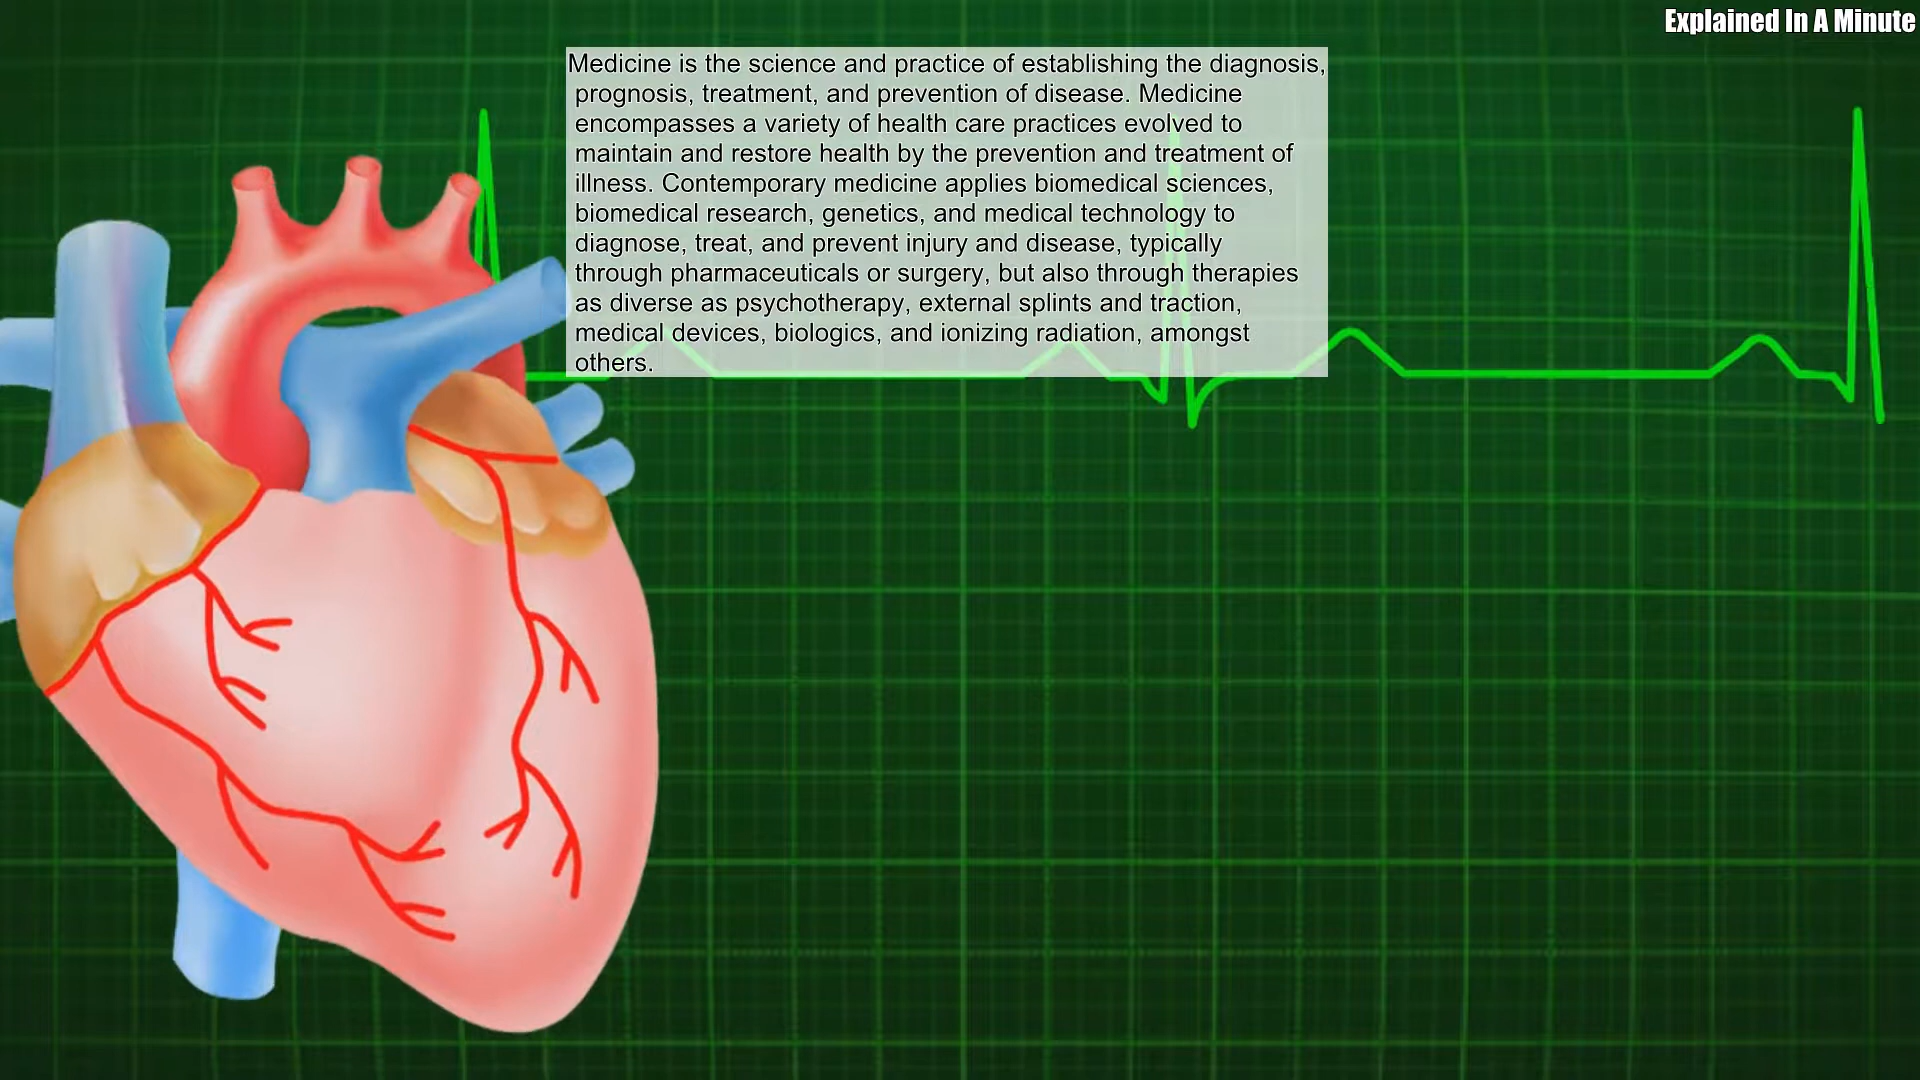 Explained In A Minute
Medicine is the science and practice of establishing the diagnosis,
prognosis, treatment, and prevention of disease. Medicine
encompasses a variety of health care practices evolved to
maintain and restore health by the prevention and treatment of
illness. Contemporary medicine applies biomedical sciences,
biomedical research, genetics, and medical technology to
diagnose, treat, and prevent injury and disease, typically
through pharmaceuticals or surgery, but also through therapies
as diverse as psychotherapy, external splints and traction,
medical devices, biologics, and ionizing radiation, amongst
others.